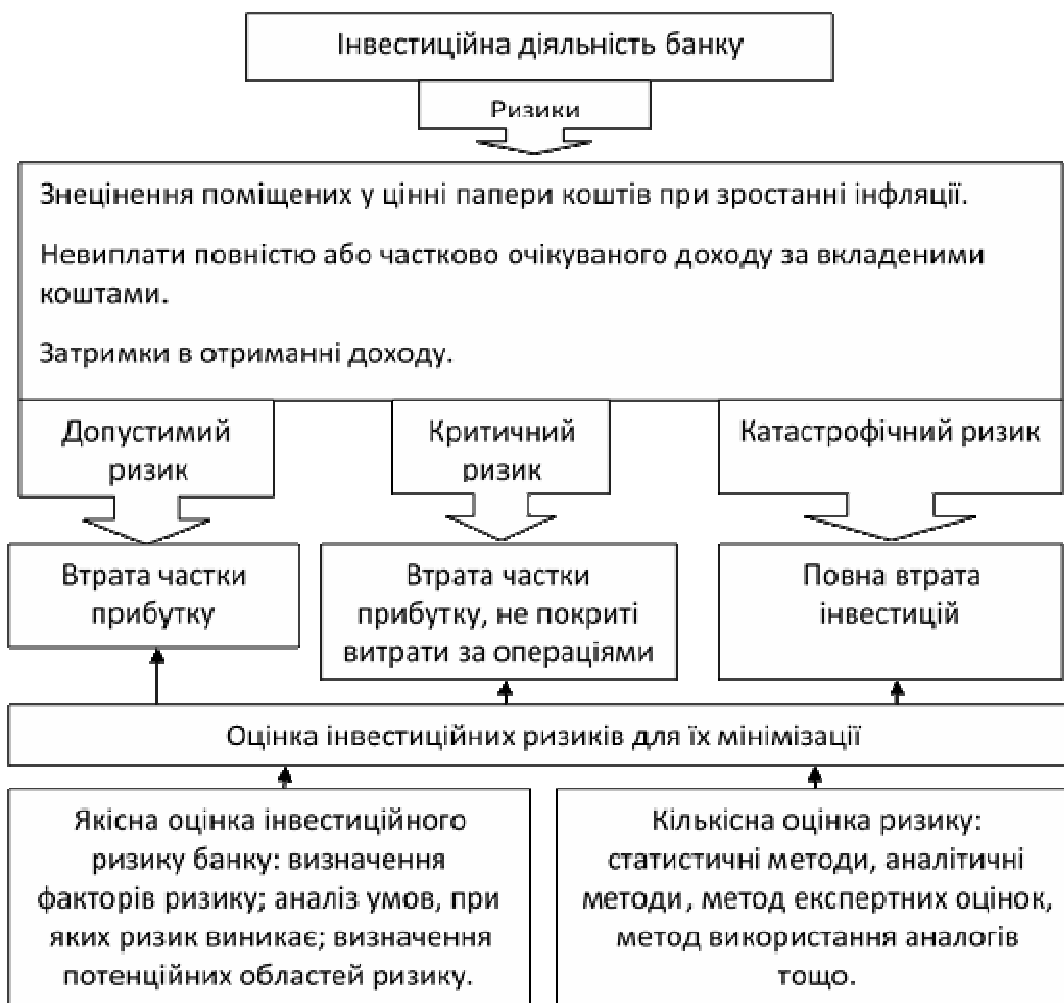 Інвестиційна діяльність банку
Ризики
Знецінення поміщених у цінні папери коштів при зростанні інфляції.
Невиплати повністю або частково очікуваного доходу за вкладеними
коштами.
Затримки в отриманні доходу.
Допустимий
ризик
Критичний
ризик
Катастрофічний ризик
Втрата частки
прибутку
Втрата частки
прибутку, не покриті
витрати за операціями
Повна втрата
інвестицій
Оцінка інвестиційних ризиків для їх мінімізації
Якісна оцінка інвестиційного
ризику банку: визначення
факторів ризику; аналіз умов, при
яких ризик виникає; визначення
потенційних областей ризику.
Кількісна оцінка ризику:
статистичні методи, аналітичні
методи, метод експертних оцінок,
метод використання аналогів
тощо.